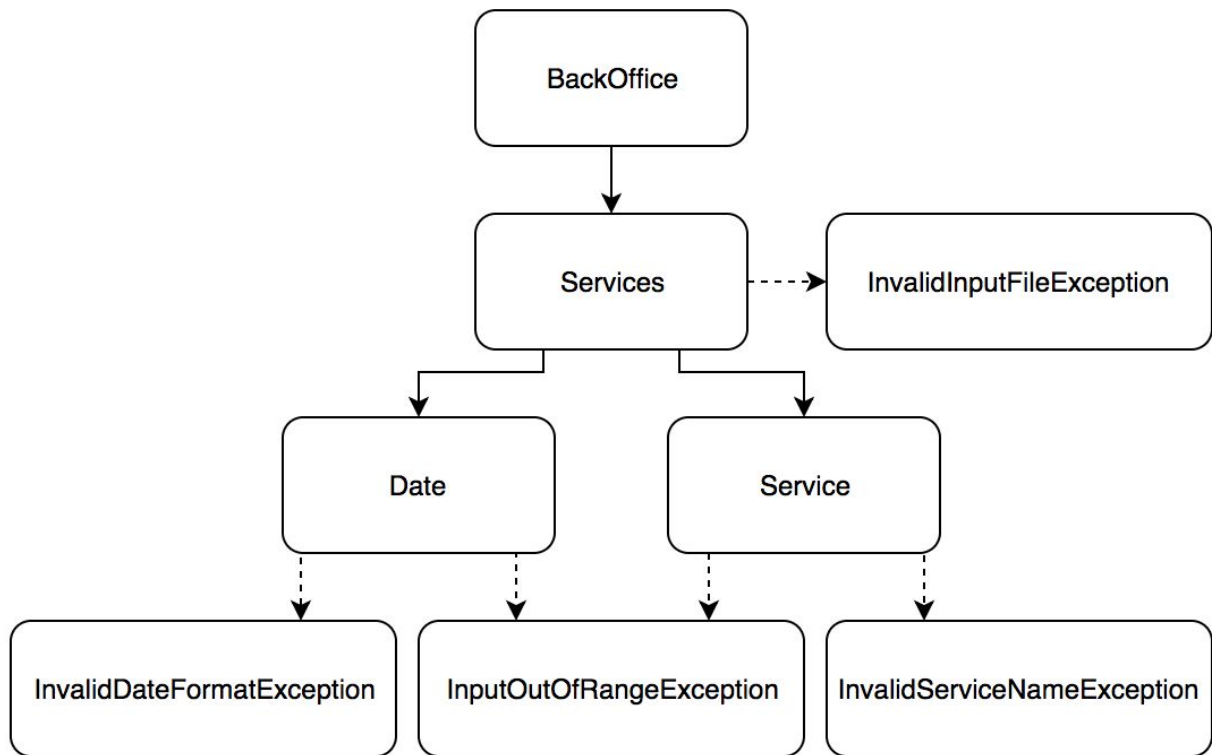 BackOffice
Services
InvalidInputFileException
Date
Service
InvalidDateFormatException
InputOutOfRangeException
InvalidServiceNameException